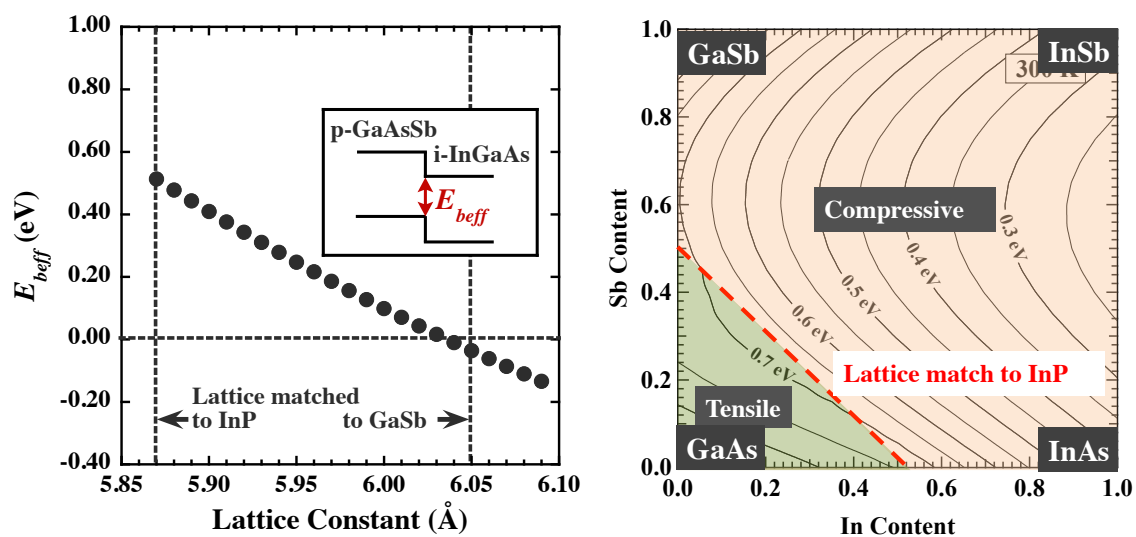 1.00
0.80
0.60
0.40
0.20
0.00
-0.20
-0.40
E_beff (eV)
p-GaAsSb
i-InGaAs
E_beff
Lattice matched
to InP
to GaSb
5.85 5.90 5.95 6.00 6.05 6.10
Lattice Constant (Å)
1.0
0.8
0.6
0.4
0.2
0.0
Sb Content
GaSb
InSb
300 K
Compressive
0.3 eV
0.4 eV
0.5 eV
0.6 eV
0.7 eV
Lattice match to InP
Tensile
GaAs
InAs
0.0 0.2 0.4 0.6 0.8 1.0
In Content